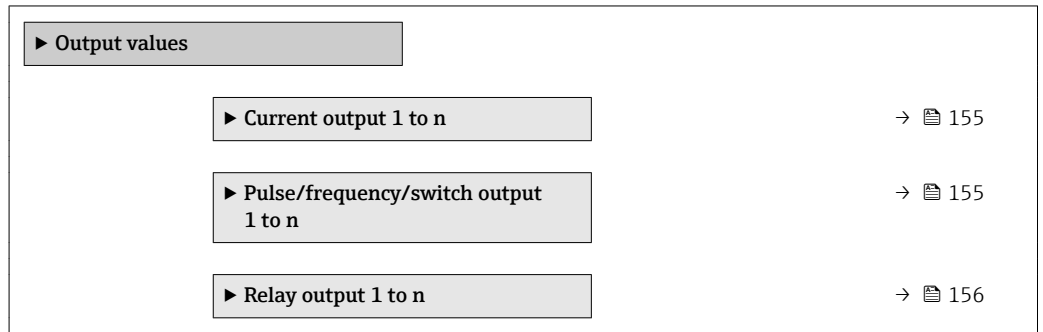 ► Output values
► Current output 1 to n → 155
► Pulse/frequency/switch output
1 to n → 155
► Relay output 1 to n → 156